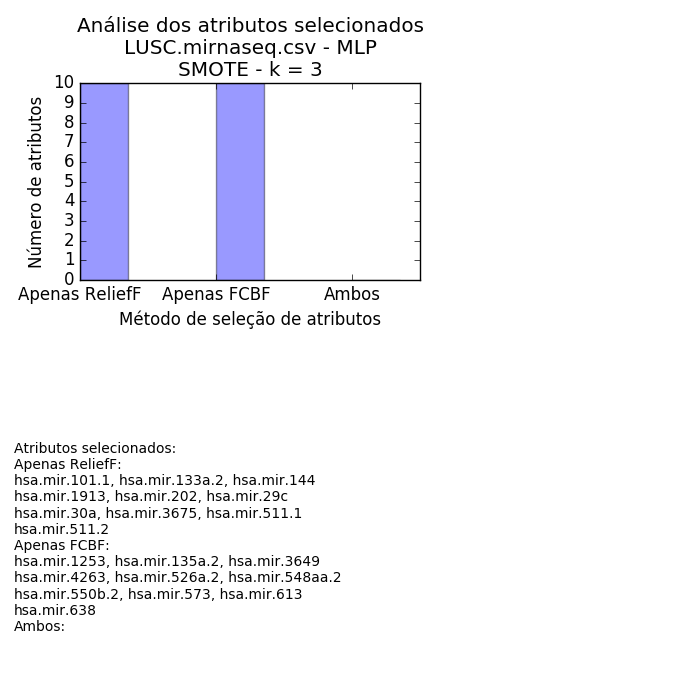 Análise dos atributos selecionados
LUSC.mirnaseq.csv - MLP
SMOTE - k = 3
10
9
8
7
6
5
4
3
2
1
0
Número de atributos
Apenas ReliefF
Apenas FCBF
Ambos
Método de seleção de atributos
Atributos selecionados:
Apenas ReliefF:
hsa.mir.101.1, hsa.mir.133a.2, hsa.mir.144
hsa.mir.1913, hsa.mir.202, hsa.mir.29c
hsa.mir.30a, hsa.mir.3675, hsa.mir.511.1
hsa.mir.511.2
Apenas FCBF:
hsa.mir.1253, hsa.mir.135a.2, hsa.mir.3649
hsa.mir.4263, hsa.mir.526a.2, hsa.mir.548aa.2
hsa.mir.550b.2, hsa.mir.573, hsa.mir.613
hsa.mir.638
Ambos: